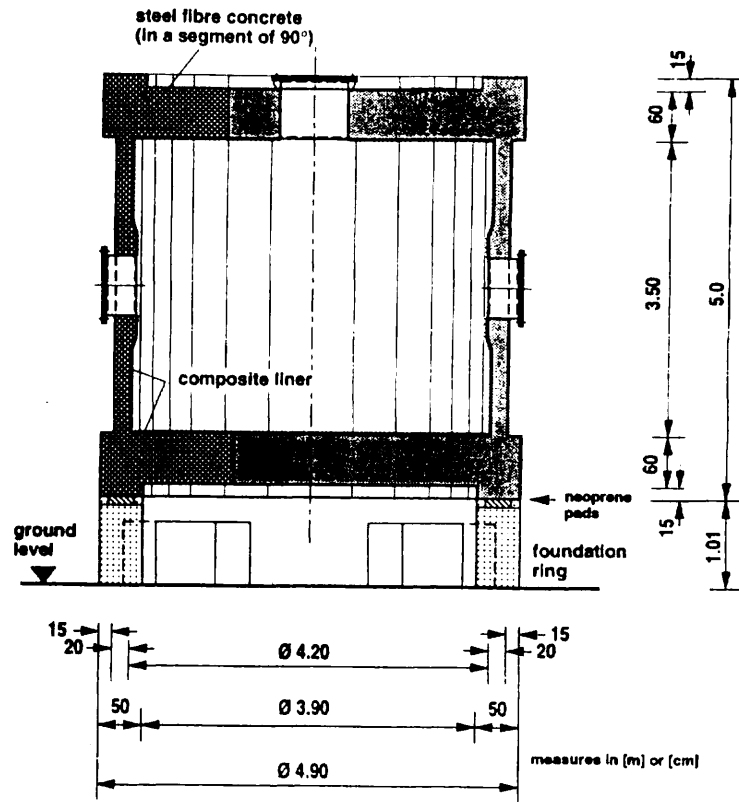 steel fibre concrete
(in a segment of 90°)
15
60
3.50
5.0
composite liner
60
neoprene
pads
15
1.01
ground
level
foundation
ring
15
20
Ø 4.20
15
20
50
Ø 3.90
50
Ø 4.90
measures in [m] or [cm]